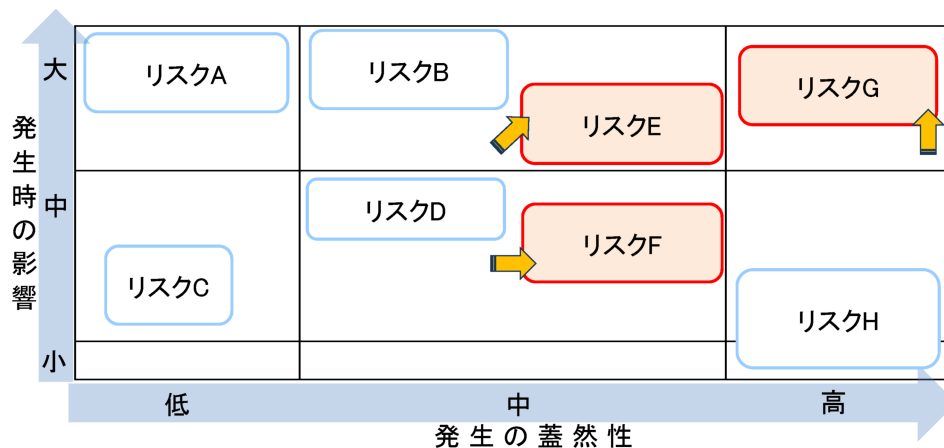 発生時の影響
大
中
小
リスクA
リスクB
リスクE
リスクG
リスクD
リスクF
リスクC
リスクH
低
中
高
発生の蓋然性